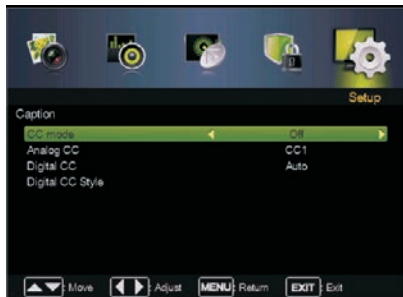 Setup
Caption
CC mode Off
Analog CC CC1
Digital CC Auto
Digital CC Style
: Move : Adjust MENU : Return EXIT : Exit